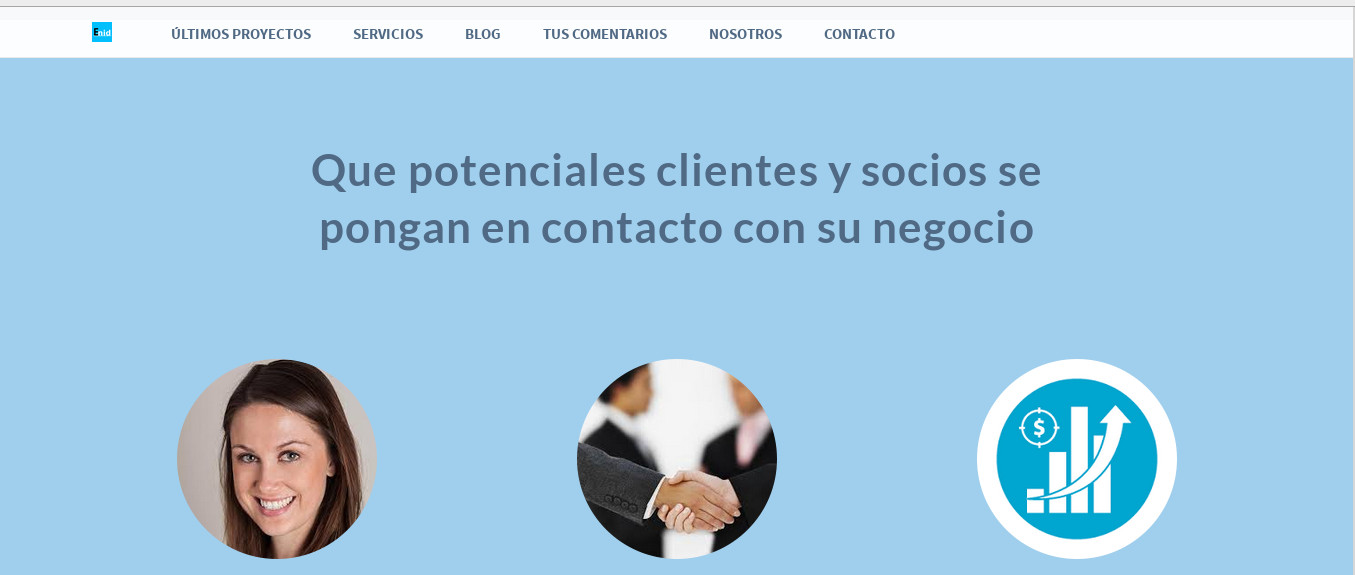 Enid
ÚLTIMOS PROYECTOS SERVICIOS BLOG TUS COMENTARIOS NOSOTROS CONTACTO
Que potenciales clientes y socios se
pongan en contacto con su negocio
$